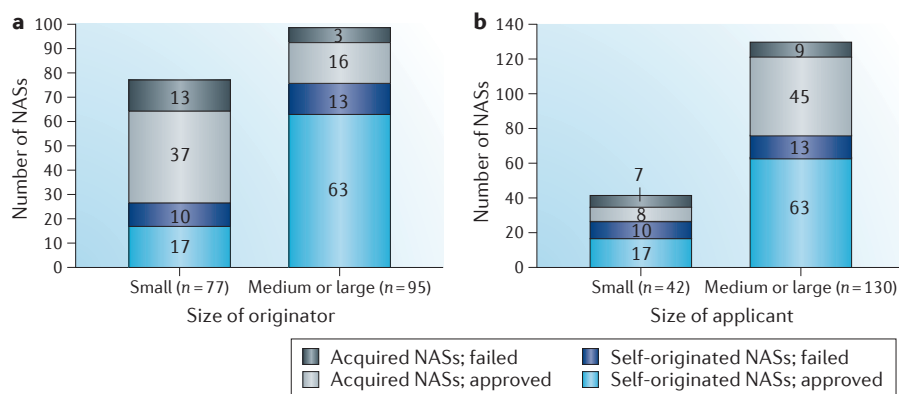 a
100
90
80
70
60
50
40
30
20
10
0
Number of NASs
13
37
10
17
3
16
13
63
Small (n=77) Medium or large (n=95)
Size of originator
b
140
120
100
80
60
40
20
0
Number of NASs
7
8
10
17
9
45
13
63
Small (n=42) Medium or large (n=130)
Size of applicant
Acquired NASs; failed
Acquired NASs; approved
Self-originated NASs; failed
Self-originated NASs; approved